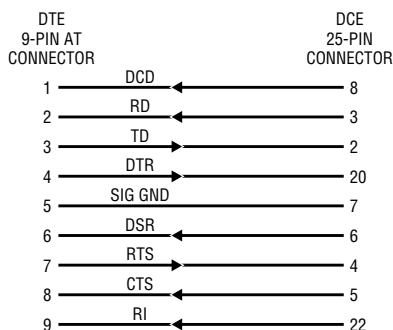 DTE DCE
9-PIN AT 25-PIN
CONNECTOR CONNECTOR
1 DCD 8
2 RD 3
3 TD 2
4 DTR 20
5 SIG GND 7
6 DSR 6
7 RTS 4
8 CTS 5
9 RI 22